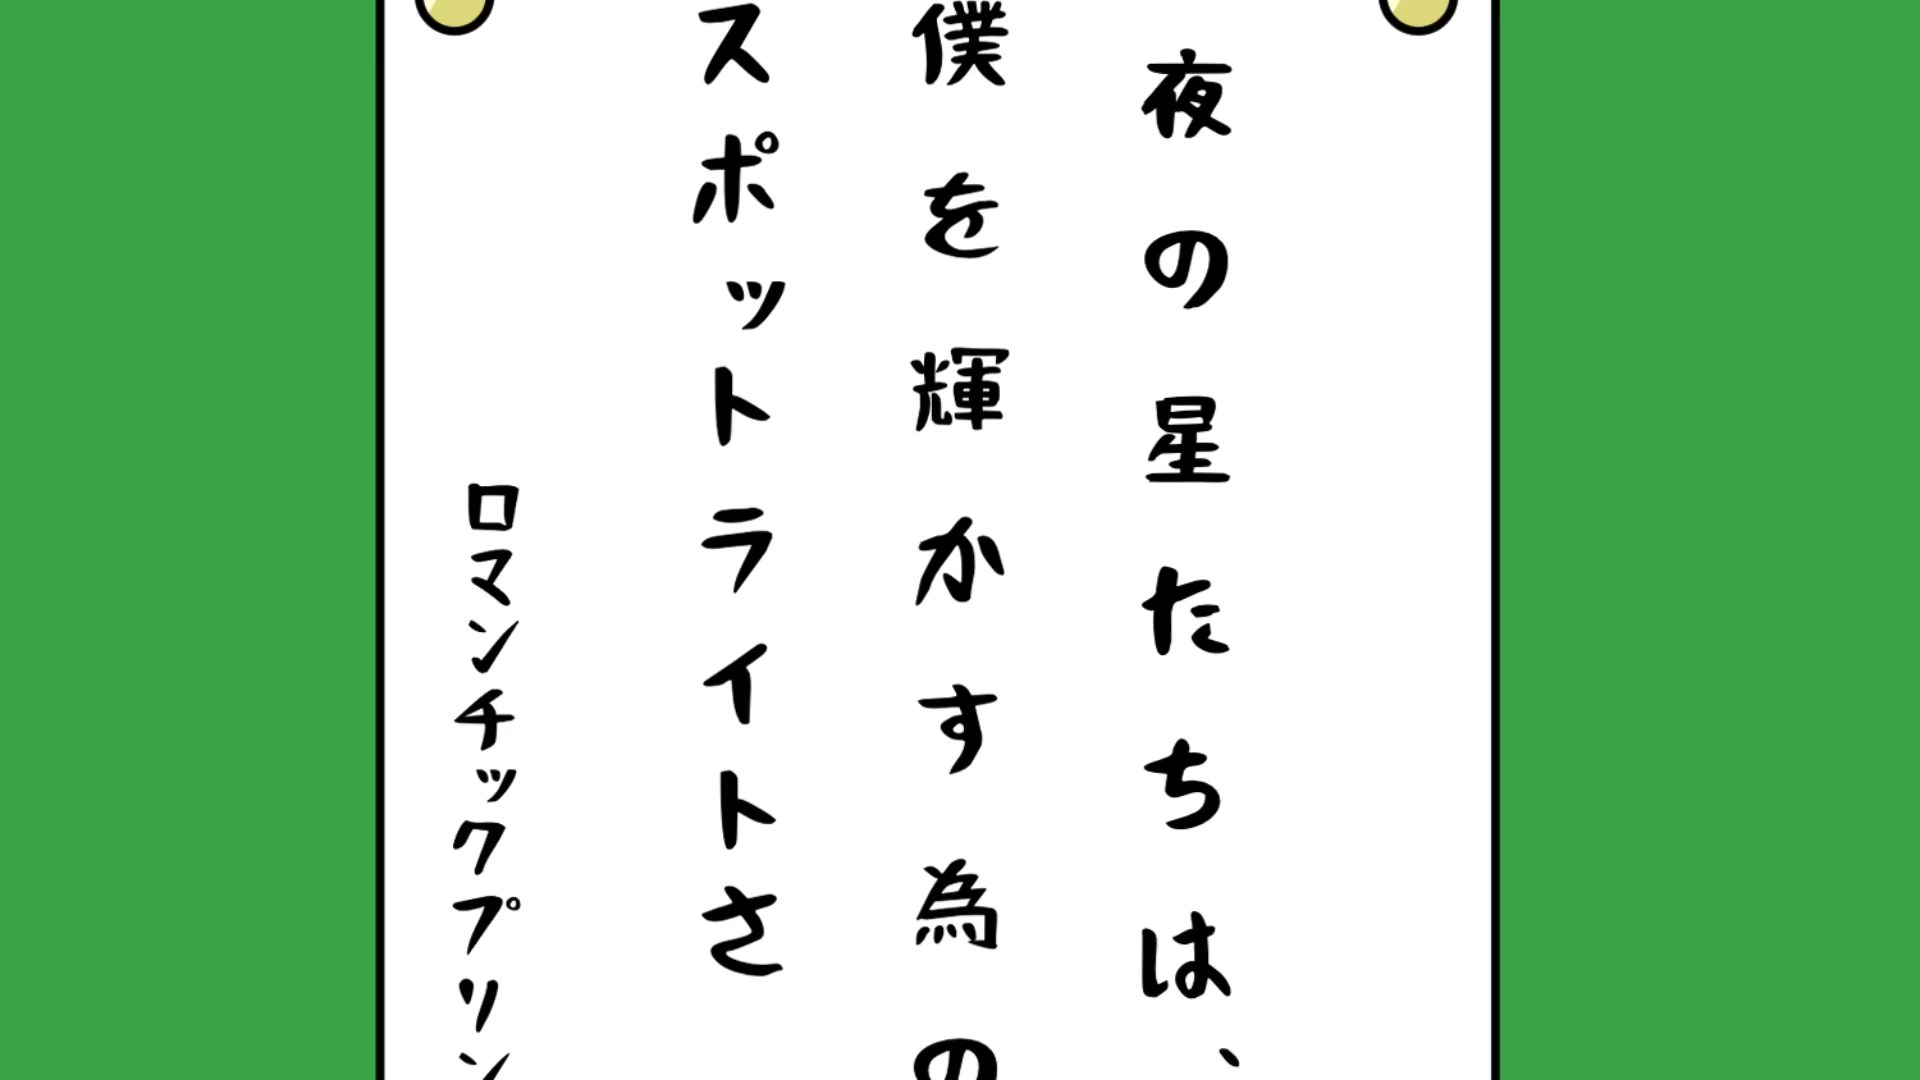 夜の星たちは、
僕を輝かす為の
スポットライトさ
ロマンチックプリン